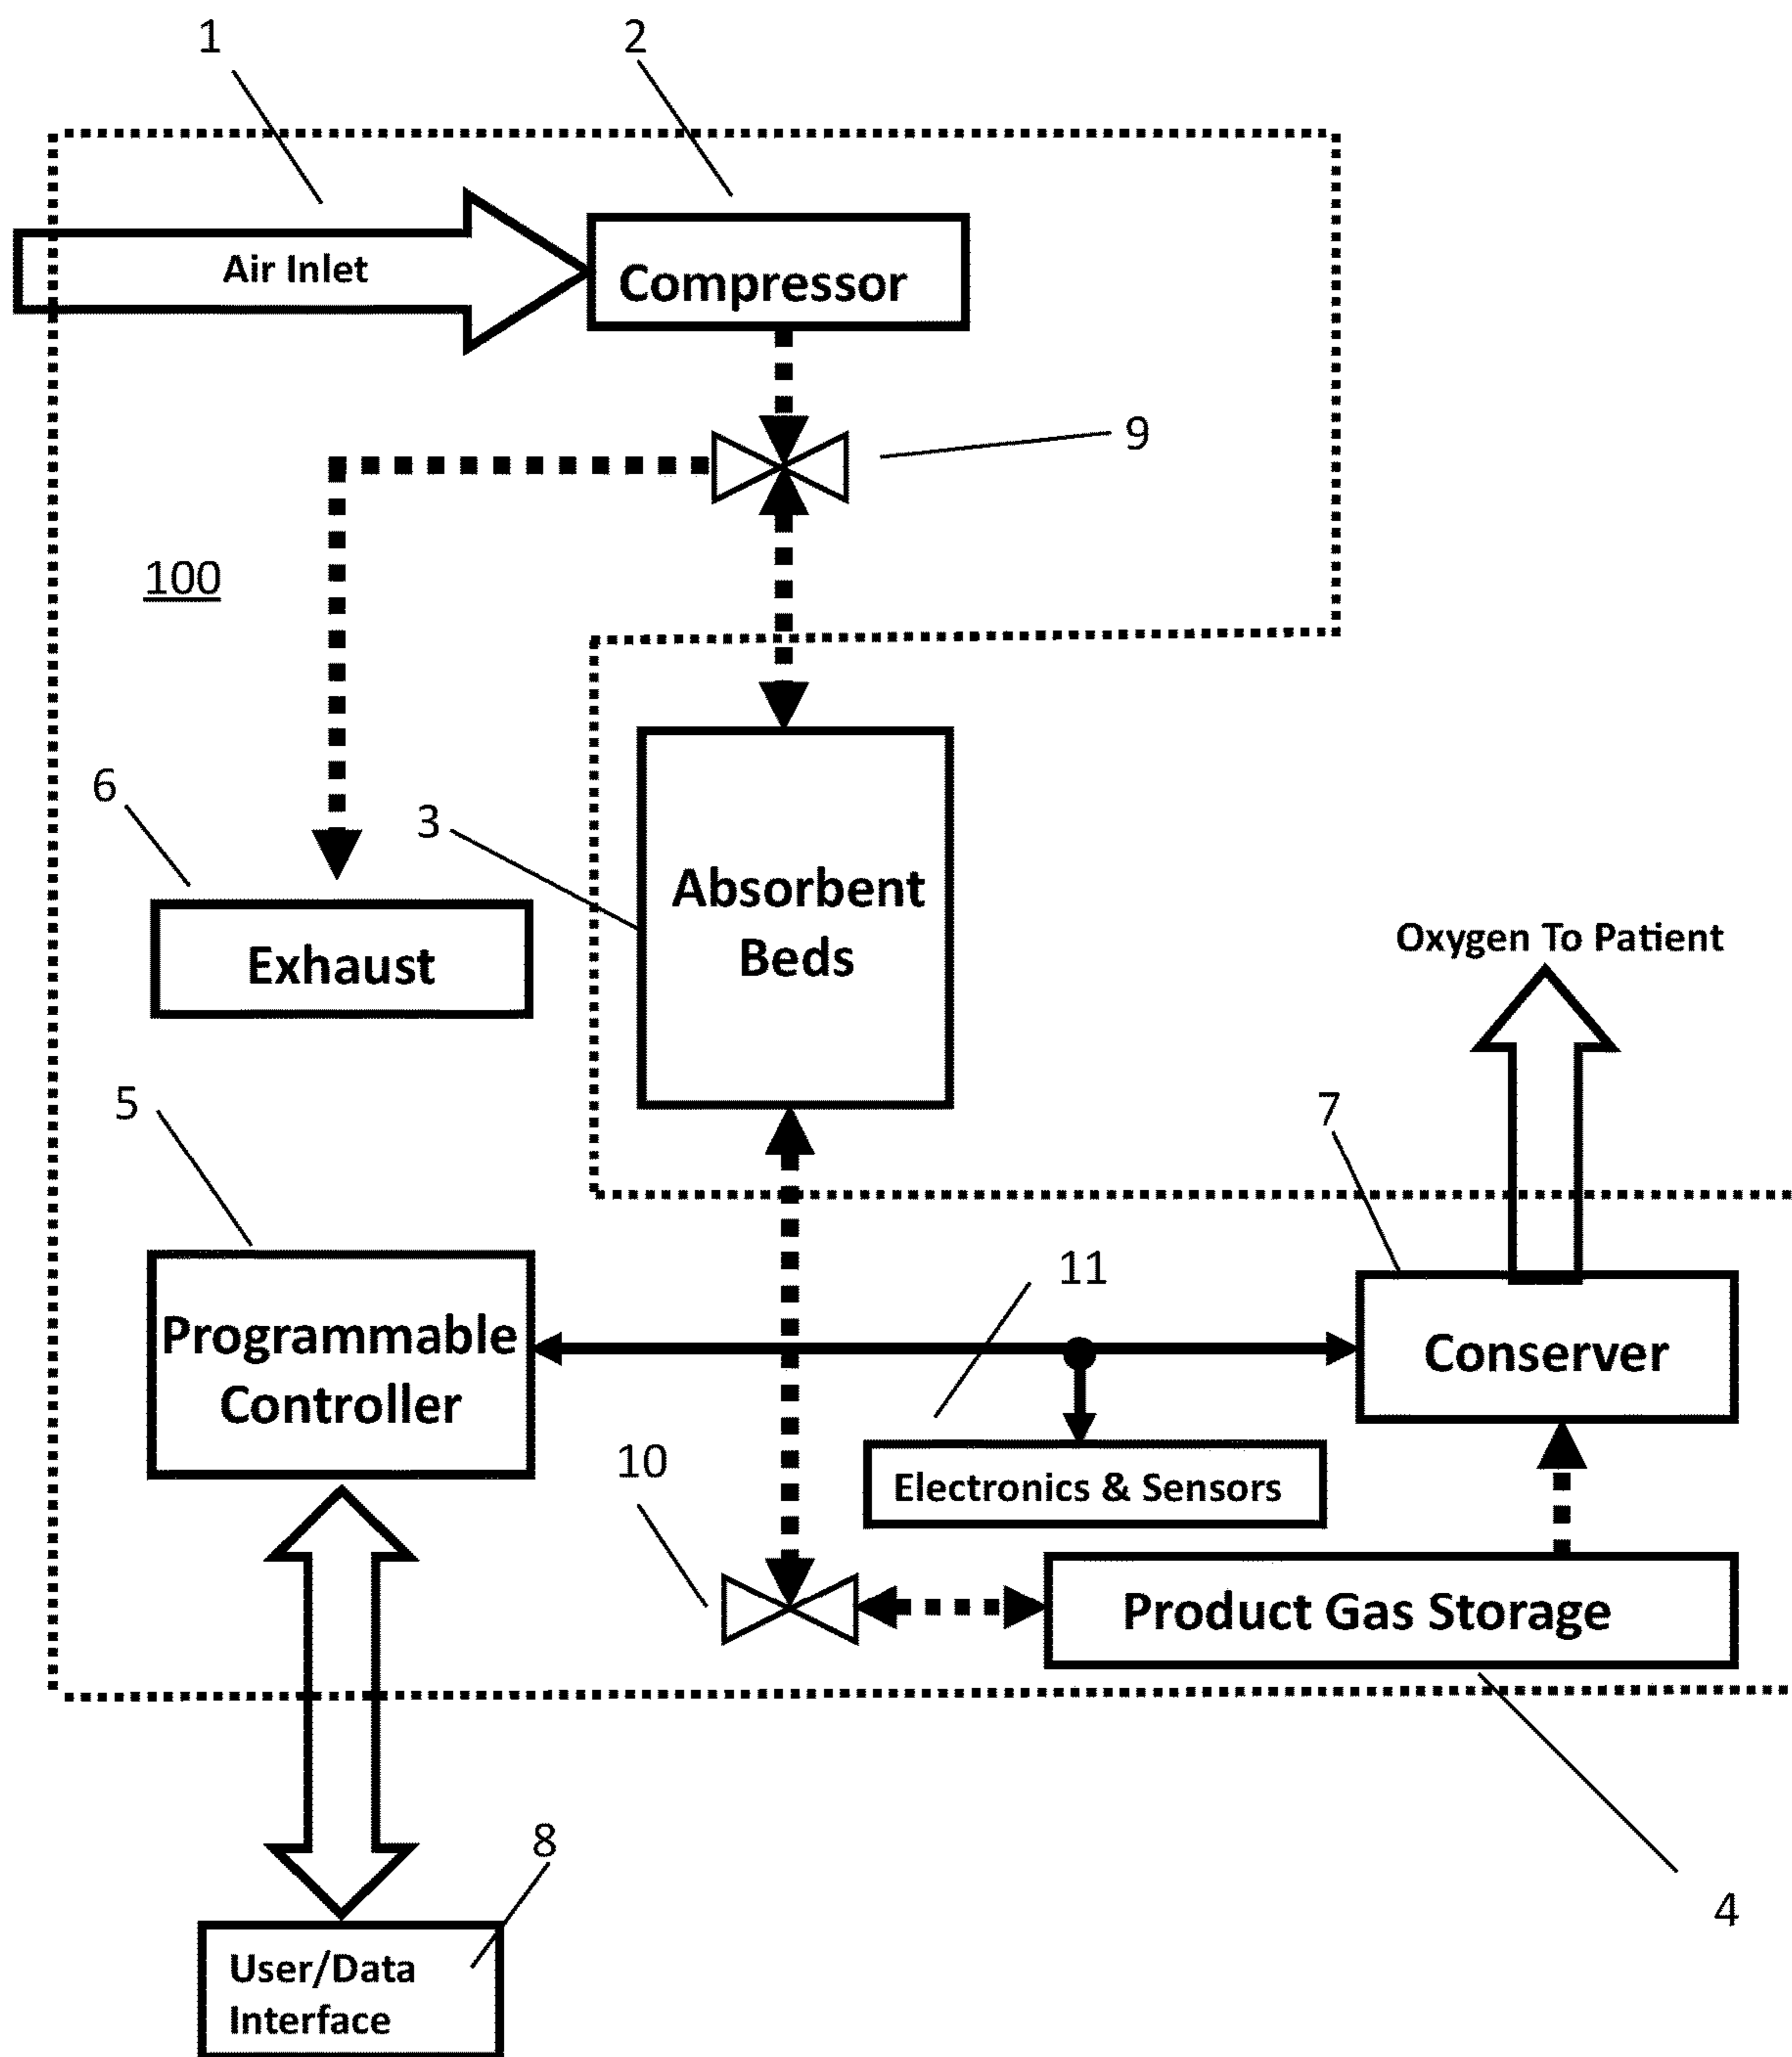 1
2
Air Inlet
Compressor
9
100
6
3
Absorbent
Beds
Exhaust
Oxygen To Patient
5
7
11
Programmable
Controller
Conserver
10
Electronics & Sensors
Product Gas Storage
8
4
User/Data
Interface